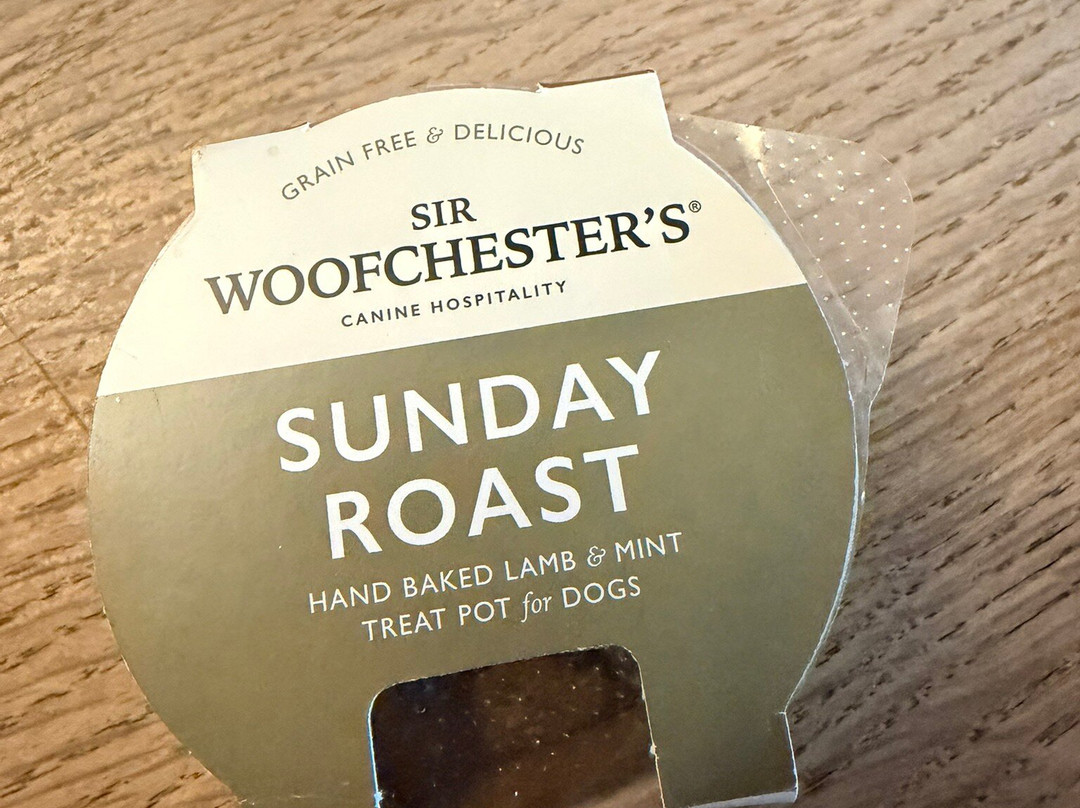 GRAIN FREE & DELICIOUS
SIR
WOOFCHESTER'S®
CANINE HOSPITALITY
SUNDAY
ROAST
HAND BAKED LAMB & MINT
TREAT POT for DOGS